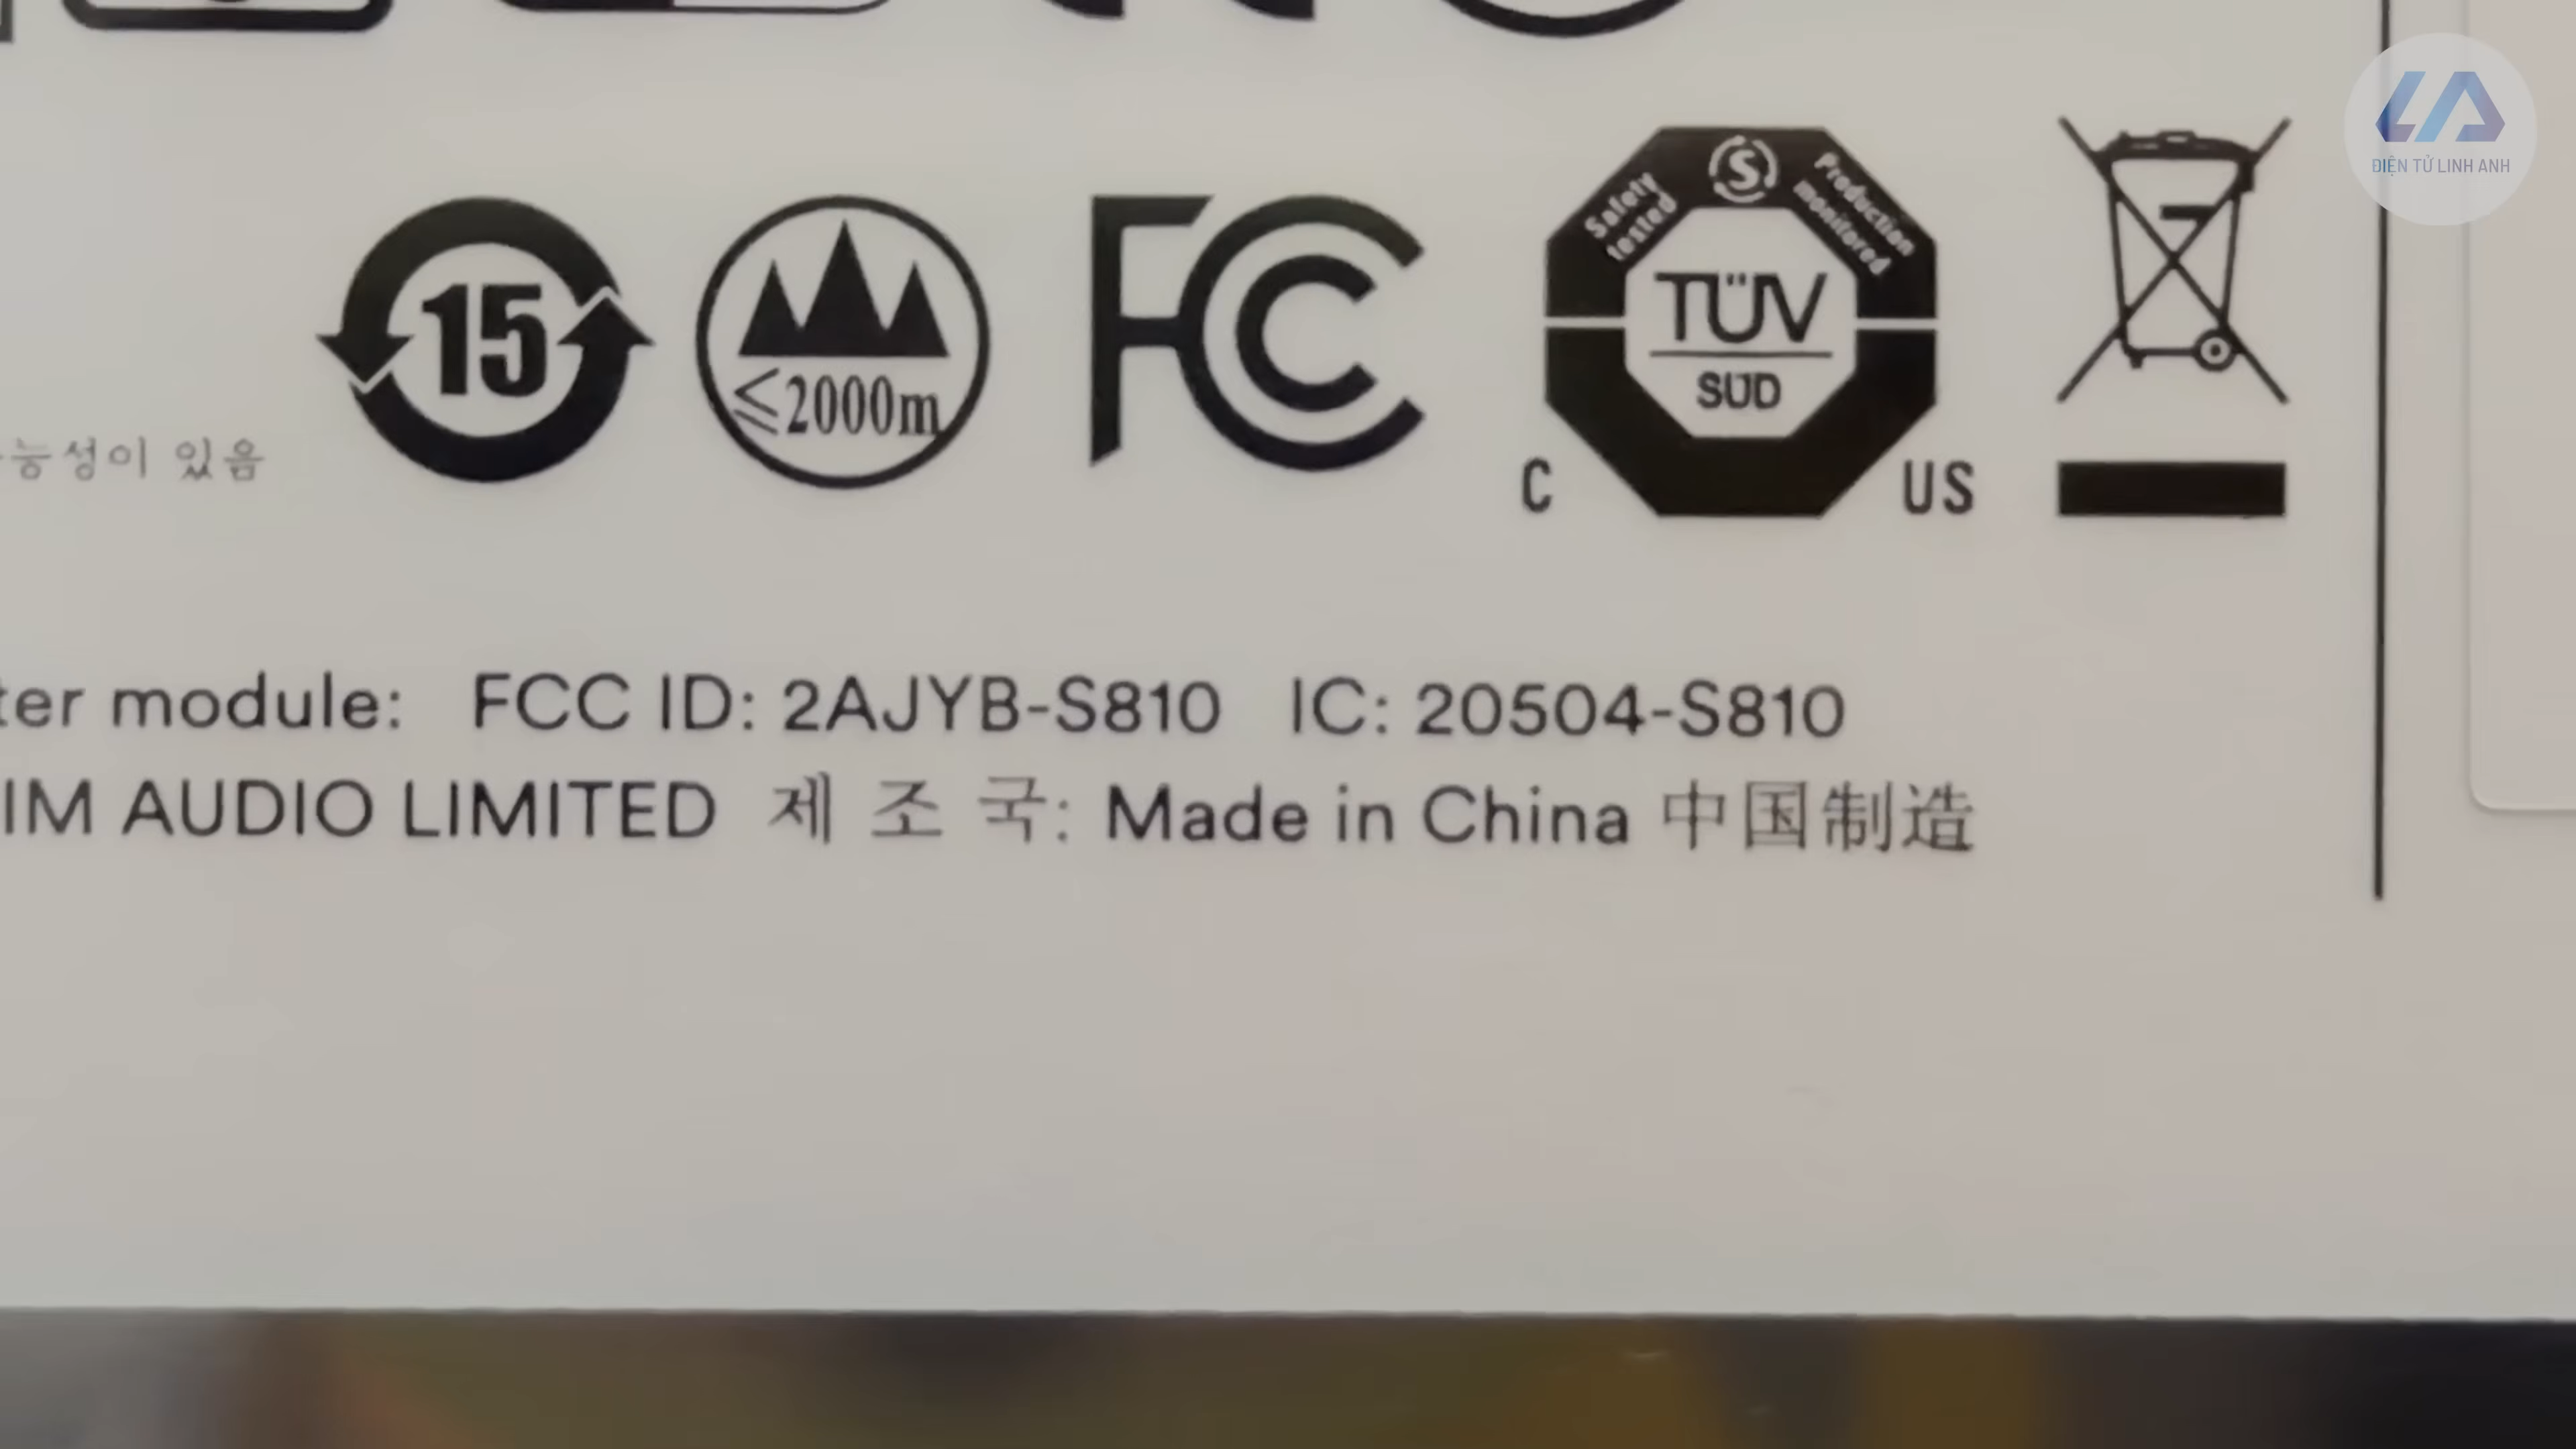 ĐIỆN TỬ LINH ANH
Safety tested
S
Production monitored
15
≤2000m
FC
TÜV
SÜD
C US
능성이 있음
ter module: FCC ID: 2AJYB-S810 IC: 20504-S810
IM AUDIO LIMITED 제 조 국: Made in China 中国制造